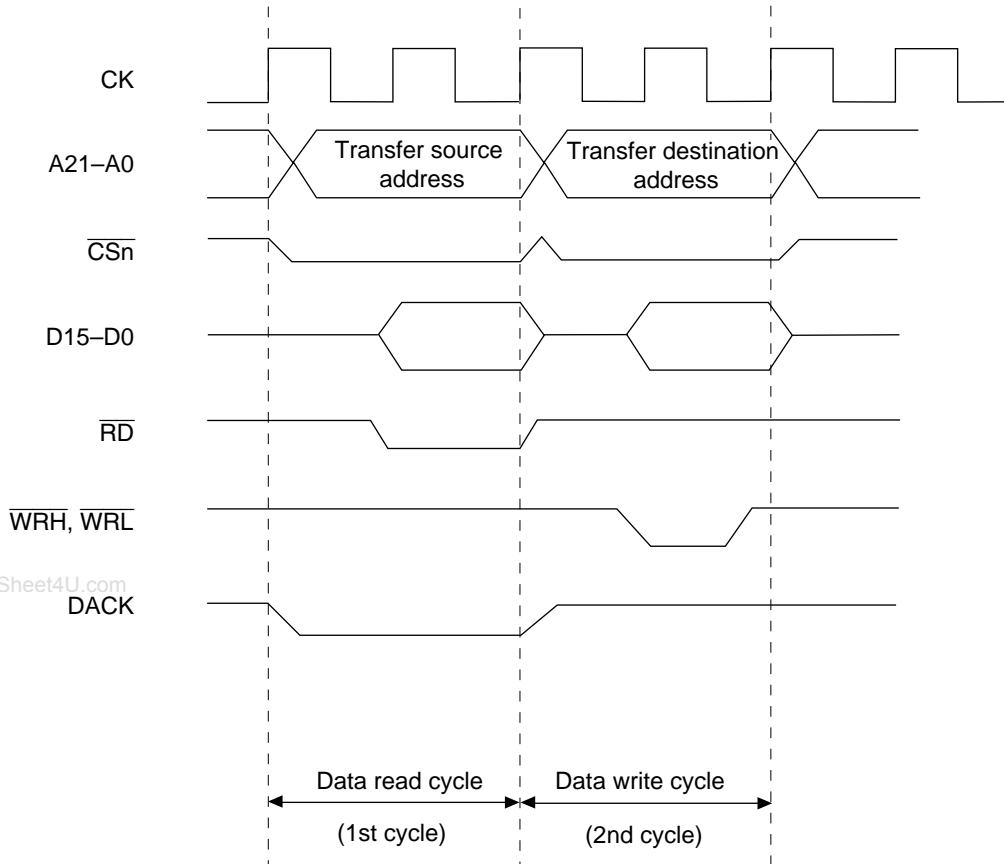 CK
A21–A0
Transfer source
address
Transfer destination
address
CSn
D15–D0
RD
WRH, WRL
Sheet4U.com
DACK
Data read cycle
(1st cycle)
Data write cycle
(2nd cycle)